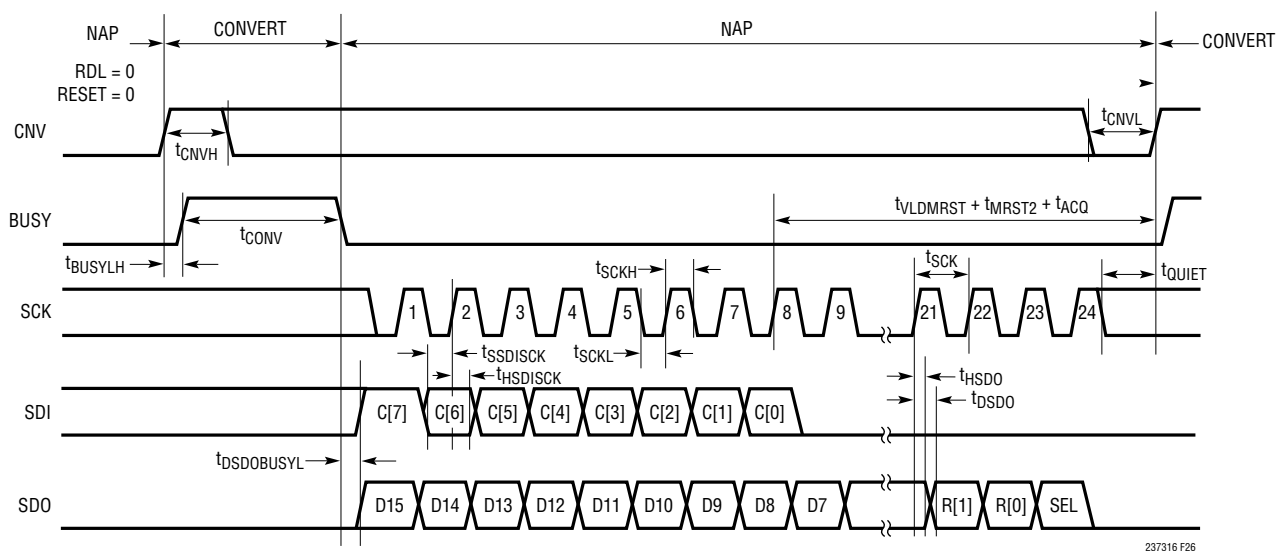 NAP CONVERT NAP CONVERT
RDL = 0
RESET = 0
CNV
tCNVH
tCNVL
BUSY
tCONV
tVLDMRST + tMRST2 + tACQ
tBUSYLH
tSCKH
tSCK
tQUIET
SCK
1 2 3 4 5 6 7 8 9 21 22 23 24
tSSDISCK
tSCKL
tHSDISCK
tHSDO
tDSDO
SDI
C[7] C[6] C[5] C[4] C[3] C[2] C[1] C[0]
tDSDOBUSYL
SDO
D15 D14 D13 D12 D11 D10 D9 D8 D7 R[1] R[0] SEL
237316 F26